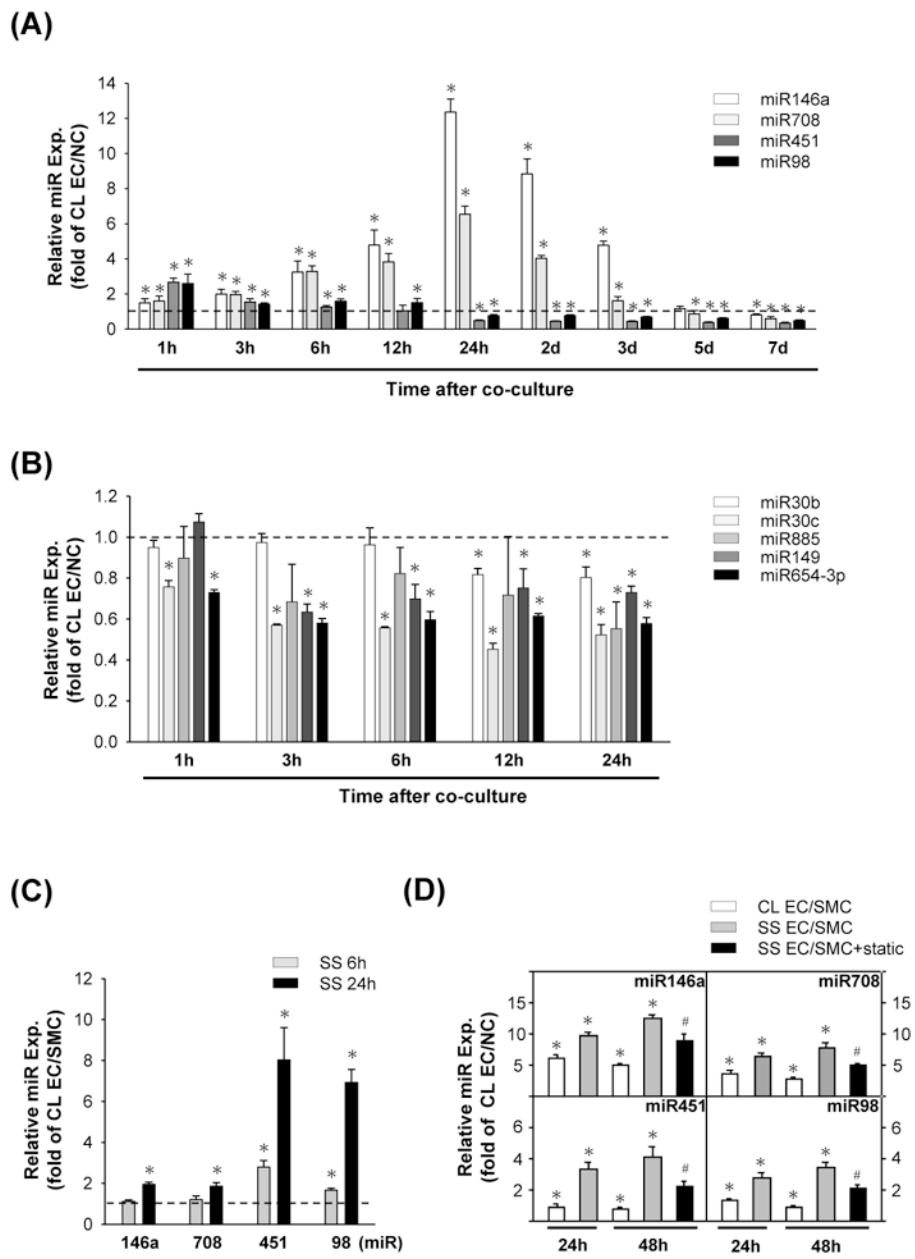 (A)
Relative miR Exp.
(fold of CL EC/NC)
14
12
10
8
6
4
2
0
miR146a
miR708
miR451
miR98
* * * * * * * * * * * * * * * * * * * * * * * * * * * * * * * * * *
1h 3h 6h 12h 24h 2d 3d 5d 7d
Time after co-culture
(B)
Relative miR Exp.
(fold of CL EC/NC)
1.2
1.0
0.8
0.6
0.4
0.2
0.0
miR30b
miR30c
miR885
miR149
miR654-3p
* * * * * * * * * * * * * * * * * *
1h 3h 6h 12h 24h
Time after co-culture
(C)
Relative miR Exp.
(fold of CL EC/SMC)
12
10
8
6
4
2
0
SS 6h
SS 24h
* * * * * *
146a 708 451 98 (miR)
(D)
CL EC/SMC
SS EC/SMC
SS EC/SMC+static
Relative miR Exp.
(fold of CL EC/NC)
miR146a miR708
15 15
10 10
5 5
* * * * # * * * * #
miR451 miR98
6 6
4 4
2 2
* * * * # * * * * #
24h 48h 24h 48h